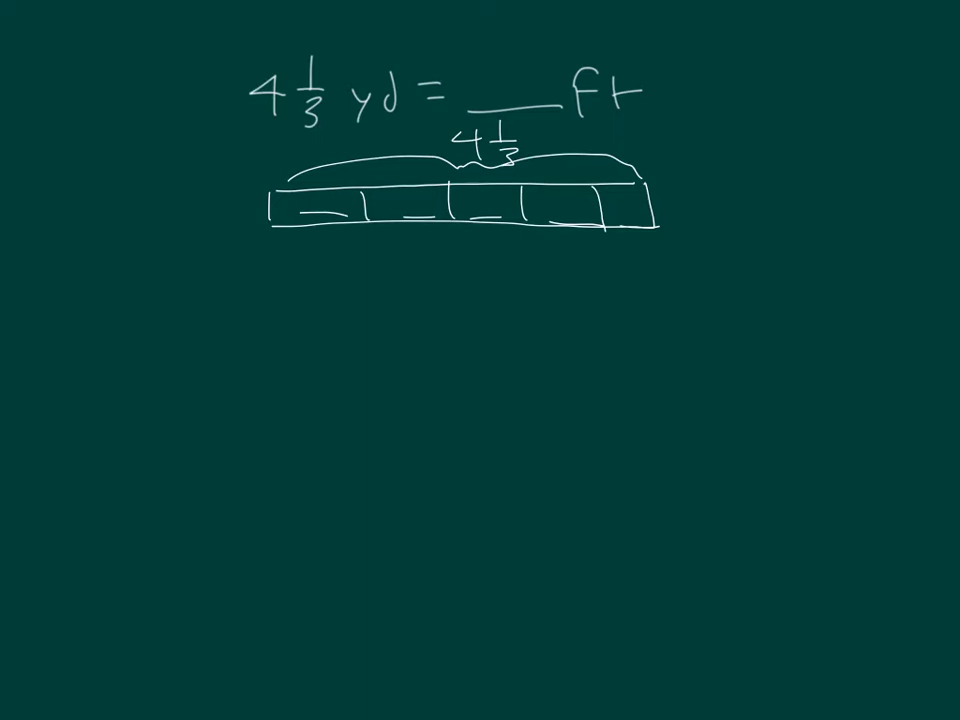 4 1/3 yd = ___ ft
4 1/3